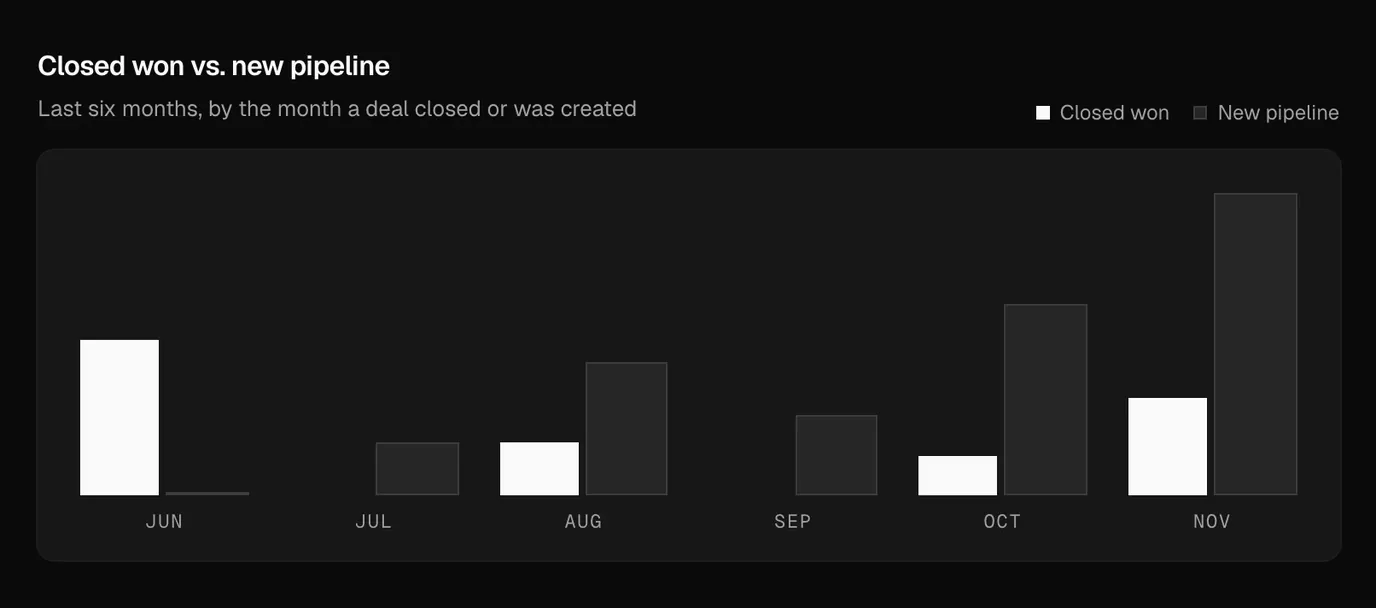 Closed won vs. new pipeline
Last six months, by the month a deal closed or was created
Closed won
New pipeline
JUN
JUL
AUG
SEP
OCT
NOV